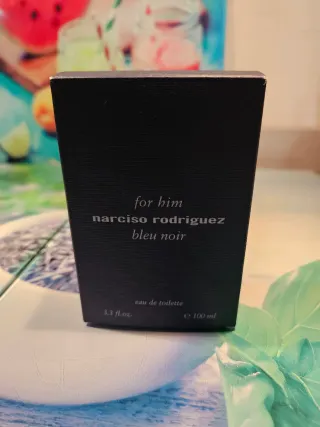 for him
narciso rodriguez
bleu noir
eau de toilette
3.3 fl.oz. ℮ 100 ml